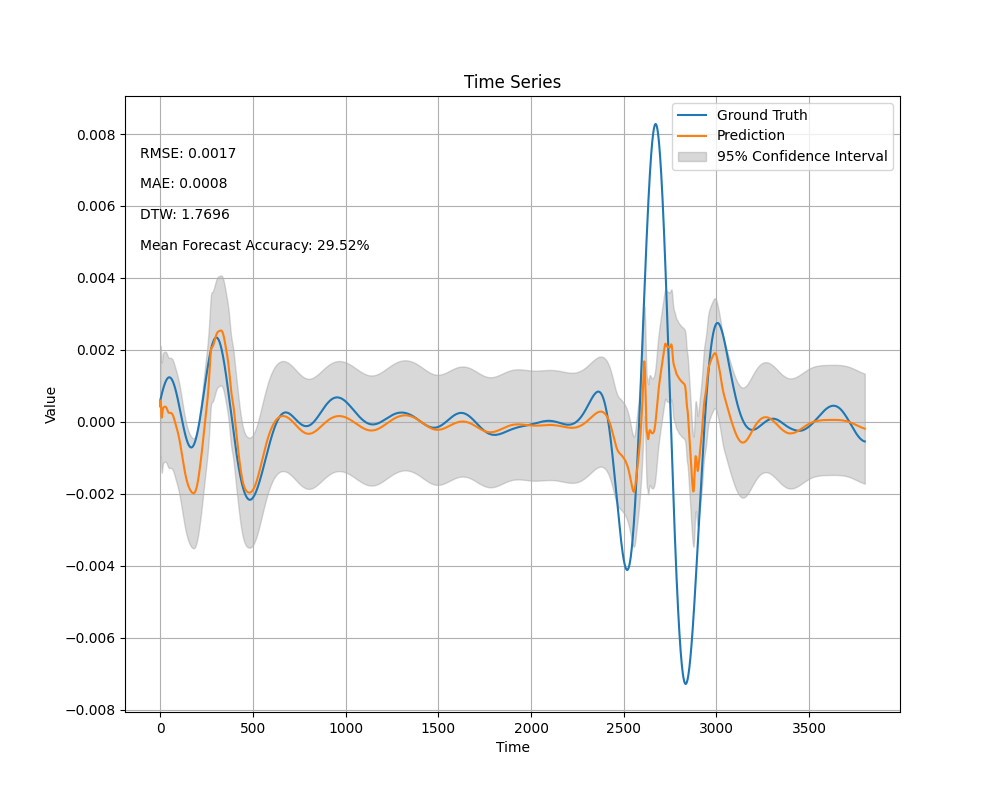 Time Series
Ground Truth
Prediction
95% Confidence Interval
RMSE: 0.0017
MAE: 0.0008
DTW: 1.7696
Mean Forecast Accuracy: 29.52%
Value
0.008
0.006
0.004
0.002
0.000
−0.002
−0.004
−0.006
−0.008
0 500 1000 1500 2000 2500 3000 3500
Time